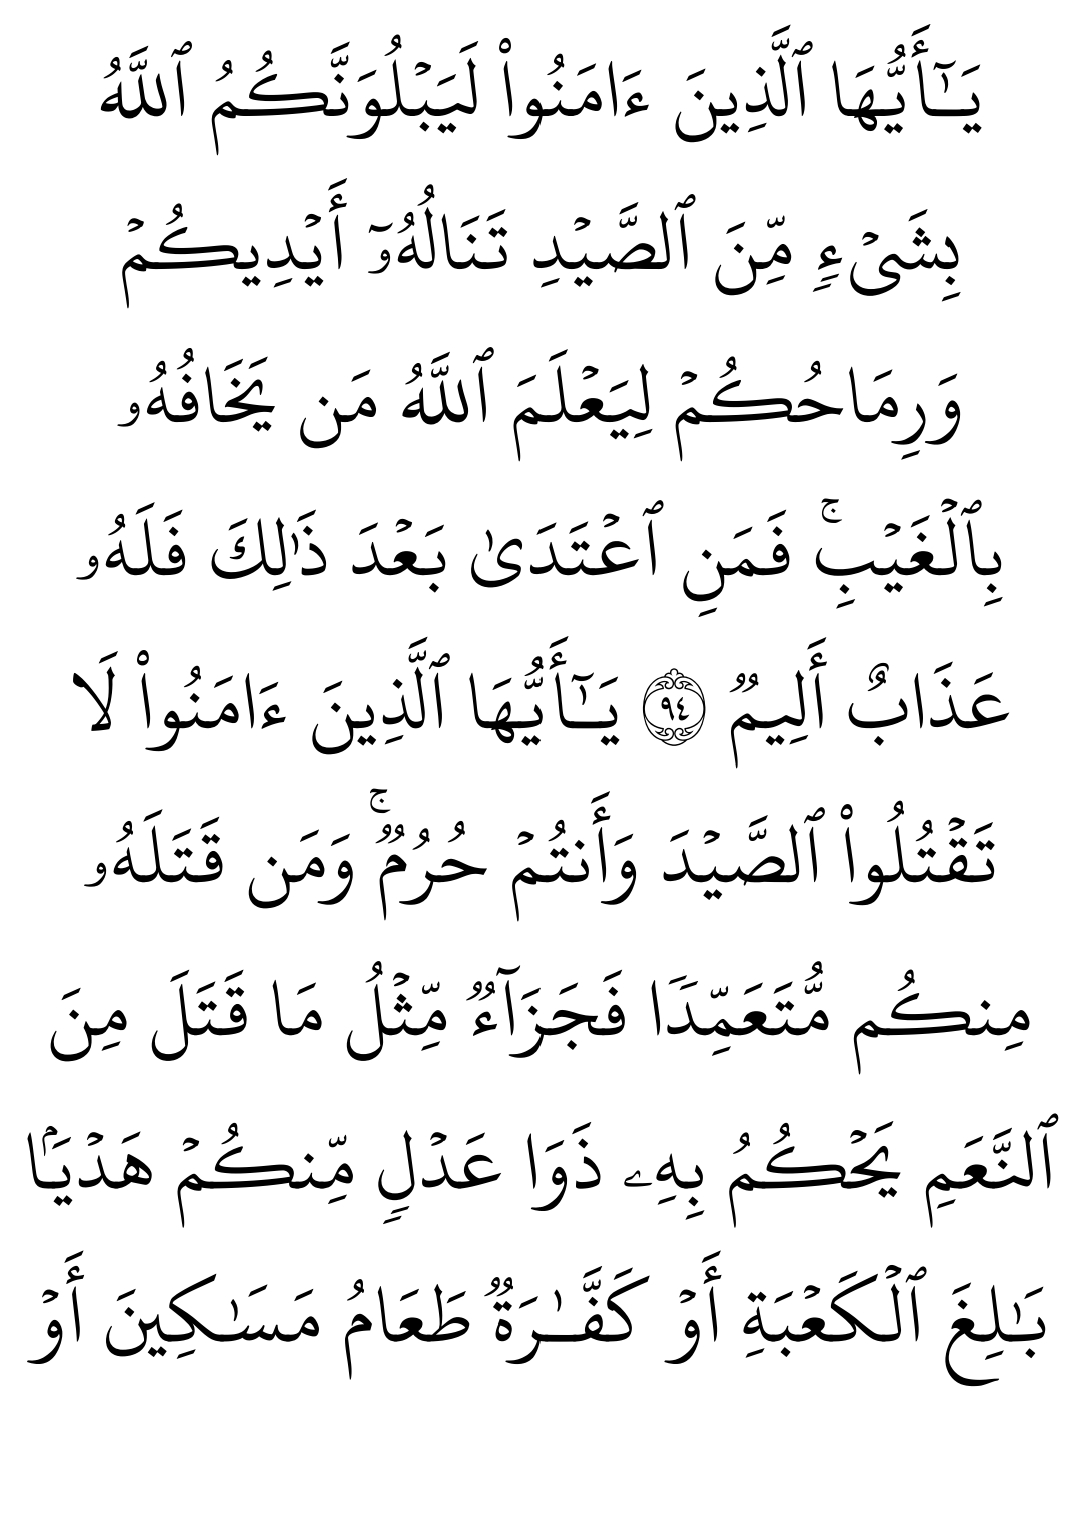 يَـٰٓأَيُّهَا ٱلَّذِينَ ءَامَنُوا۟ لَيَبْلُوَنَّكُمُ ٱللَّهُ
بِشَىْءٍۢ مِّنَ ٱلصَّيْدِ تَنَالُهُۥٓ أَيْدِيكُمْ
وَرِمَاحُكُمْ لِيَعْلَمَ ٱللَّهُ مَن يَخَافُهُۥ
بِٱلْغَيْبِ ۚ فَمَنِ ٱعْتَدَىٰ بَعْدَ ذَٰلِكَ فَلَهُۥ
عَذَابٌ أَلِيمٌۭ ٩٤ يَـٰٓأَيُّهَا ٱلَّذِينَ ءَامَنُوا۟ لَا
تَقْتُلُوا۟ ٱلصَّيْدَ وَأَنتُمْ حُرُمٌۭ ۚ وَمَن قَتَلَهُۥ
مِنكُم مُّتَعَمِّدًۭا فَجَزَآءٌۭ مِّثْلُ مَا قَتَلَ مِنَ
ٱلنَّعَمِ يَحْكُمُ بِهِۦ ذَوَا عَدْلٍۢ مِّنكُمْ هَدْيًۢا
بَـٰلِغَ ٱلْكَعْبَةِ أَوْ كَفَّـٰرَةٌۭ طَعَامُ مَسَـٰكِينَ أَوْ